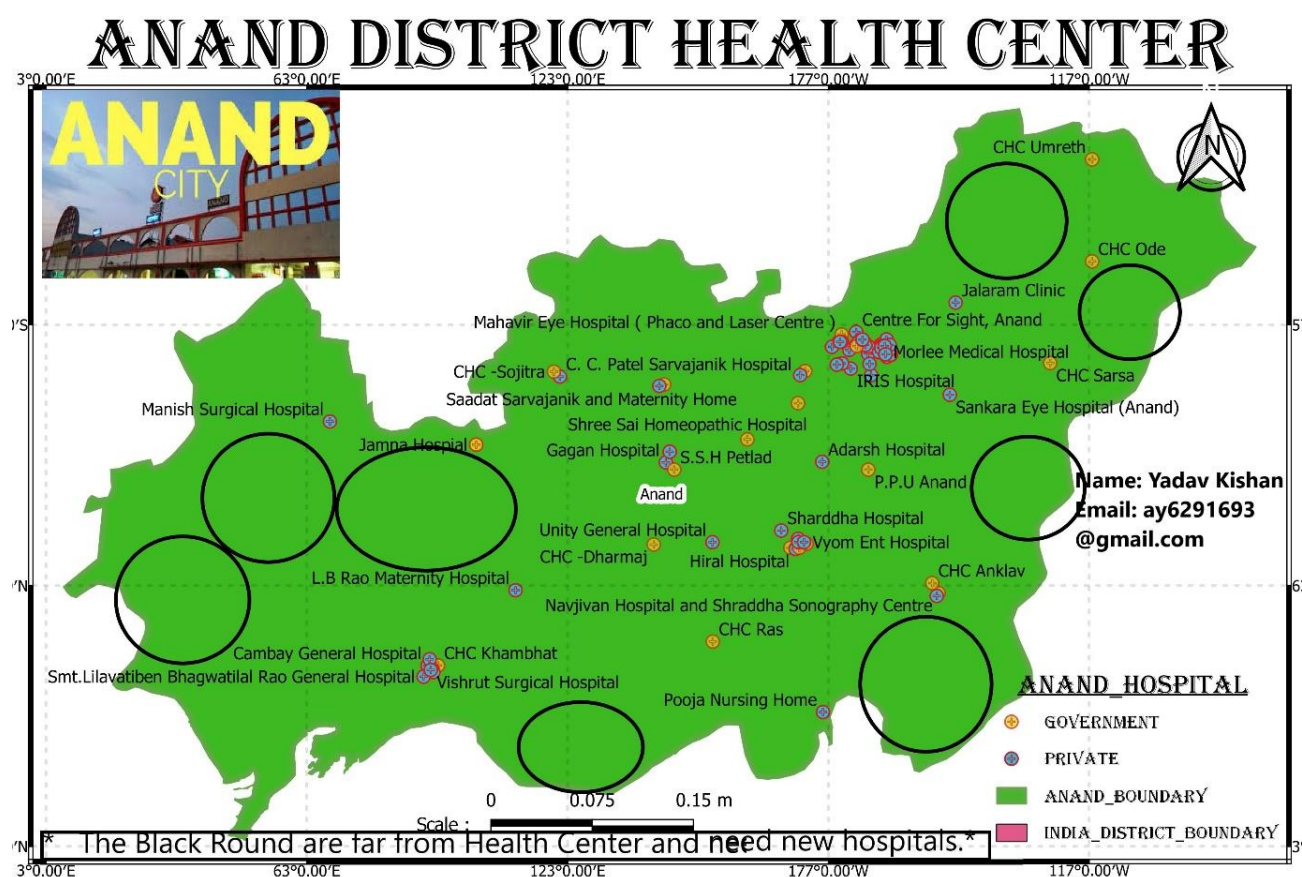 ANAND DISTRICT HEALTH CENTER
3°0.00'E 63°0.00'E 123°0.00'E 177°0.00'W 117°0.00'W
ANAND
CITY
ANAND
N
CHC Umreth
CHC Ode
Jalaram Clinic
0'S
Mahavir Eye Hospital ( Phaco and Laser Centre )
Centre For Sight, Anand
Morlee Medical Hospital
CHC -Sojitra
C. C. Patel Sarvajanik Hospital
IRIS Hospital
CHC Sarsa
Saadat Sarvajanik and Maternity Home
Sankara Eye Hospital (Anand)
Manish Surgical Hospital
Shree Sai Homeopathic Hospital
Jamna Hospial
Gagan Hospital
S.S.H Petlad
Adarsh Hospital
P.P.U Anand
Anand
Name: Yadav Kishan
Email: ay6291693
@gmail.com
Sharddha Hospital
Unity General Hospital
Vyom Ent Hospital
CHC -Dharmaj
Hiral Hospital
L.B Rao Maternity Hospital
CHC Anklav
Navjivan Hospital and Shraddha Sonography Centre
CHC Ras
Cambay General Hospital
CHC Khambhat
Smt.Lilavatiben Bhagwatilal Rao General Hospital
Vishrut Surgical Hospital
Pooja Nursing Home
ANAND_HOSPITAL
GOVERNMENT
PRIVATE
ANAND_BOUNDARY
INDIA_DISTRICT_BOUNDARY
0 0.075 0.15 m
Scale :
* The Black Round are far from Health Center and need new hospitals.*
3°0.00'E 63°0.00'E 123°0.00'E 177°0.00'W 117°0.00'W